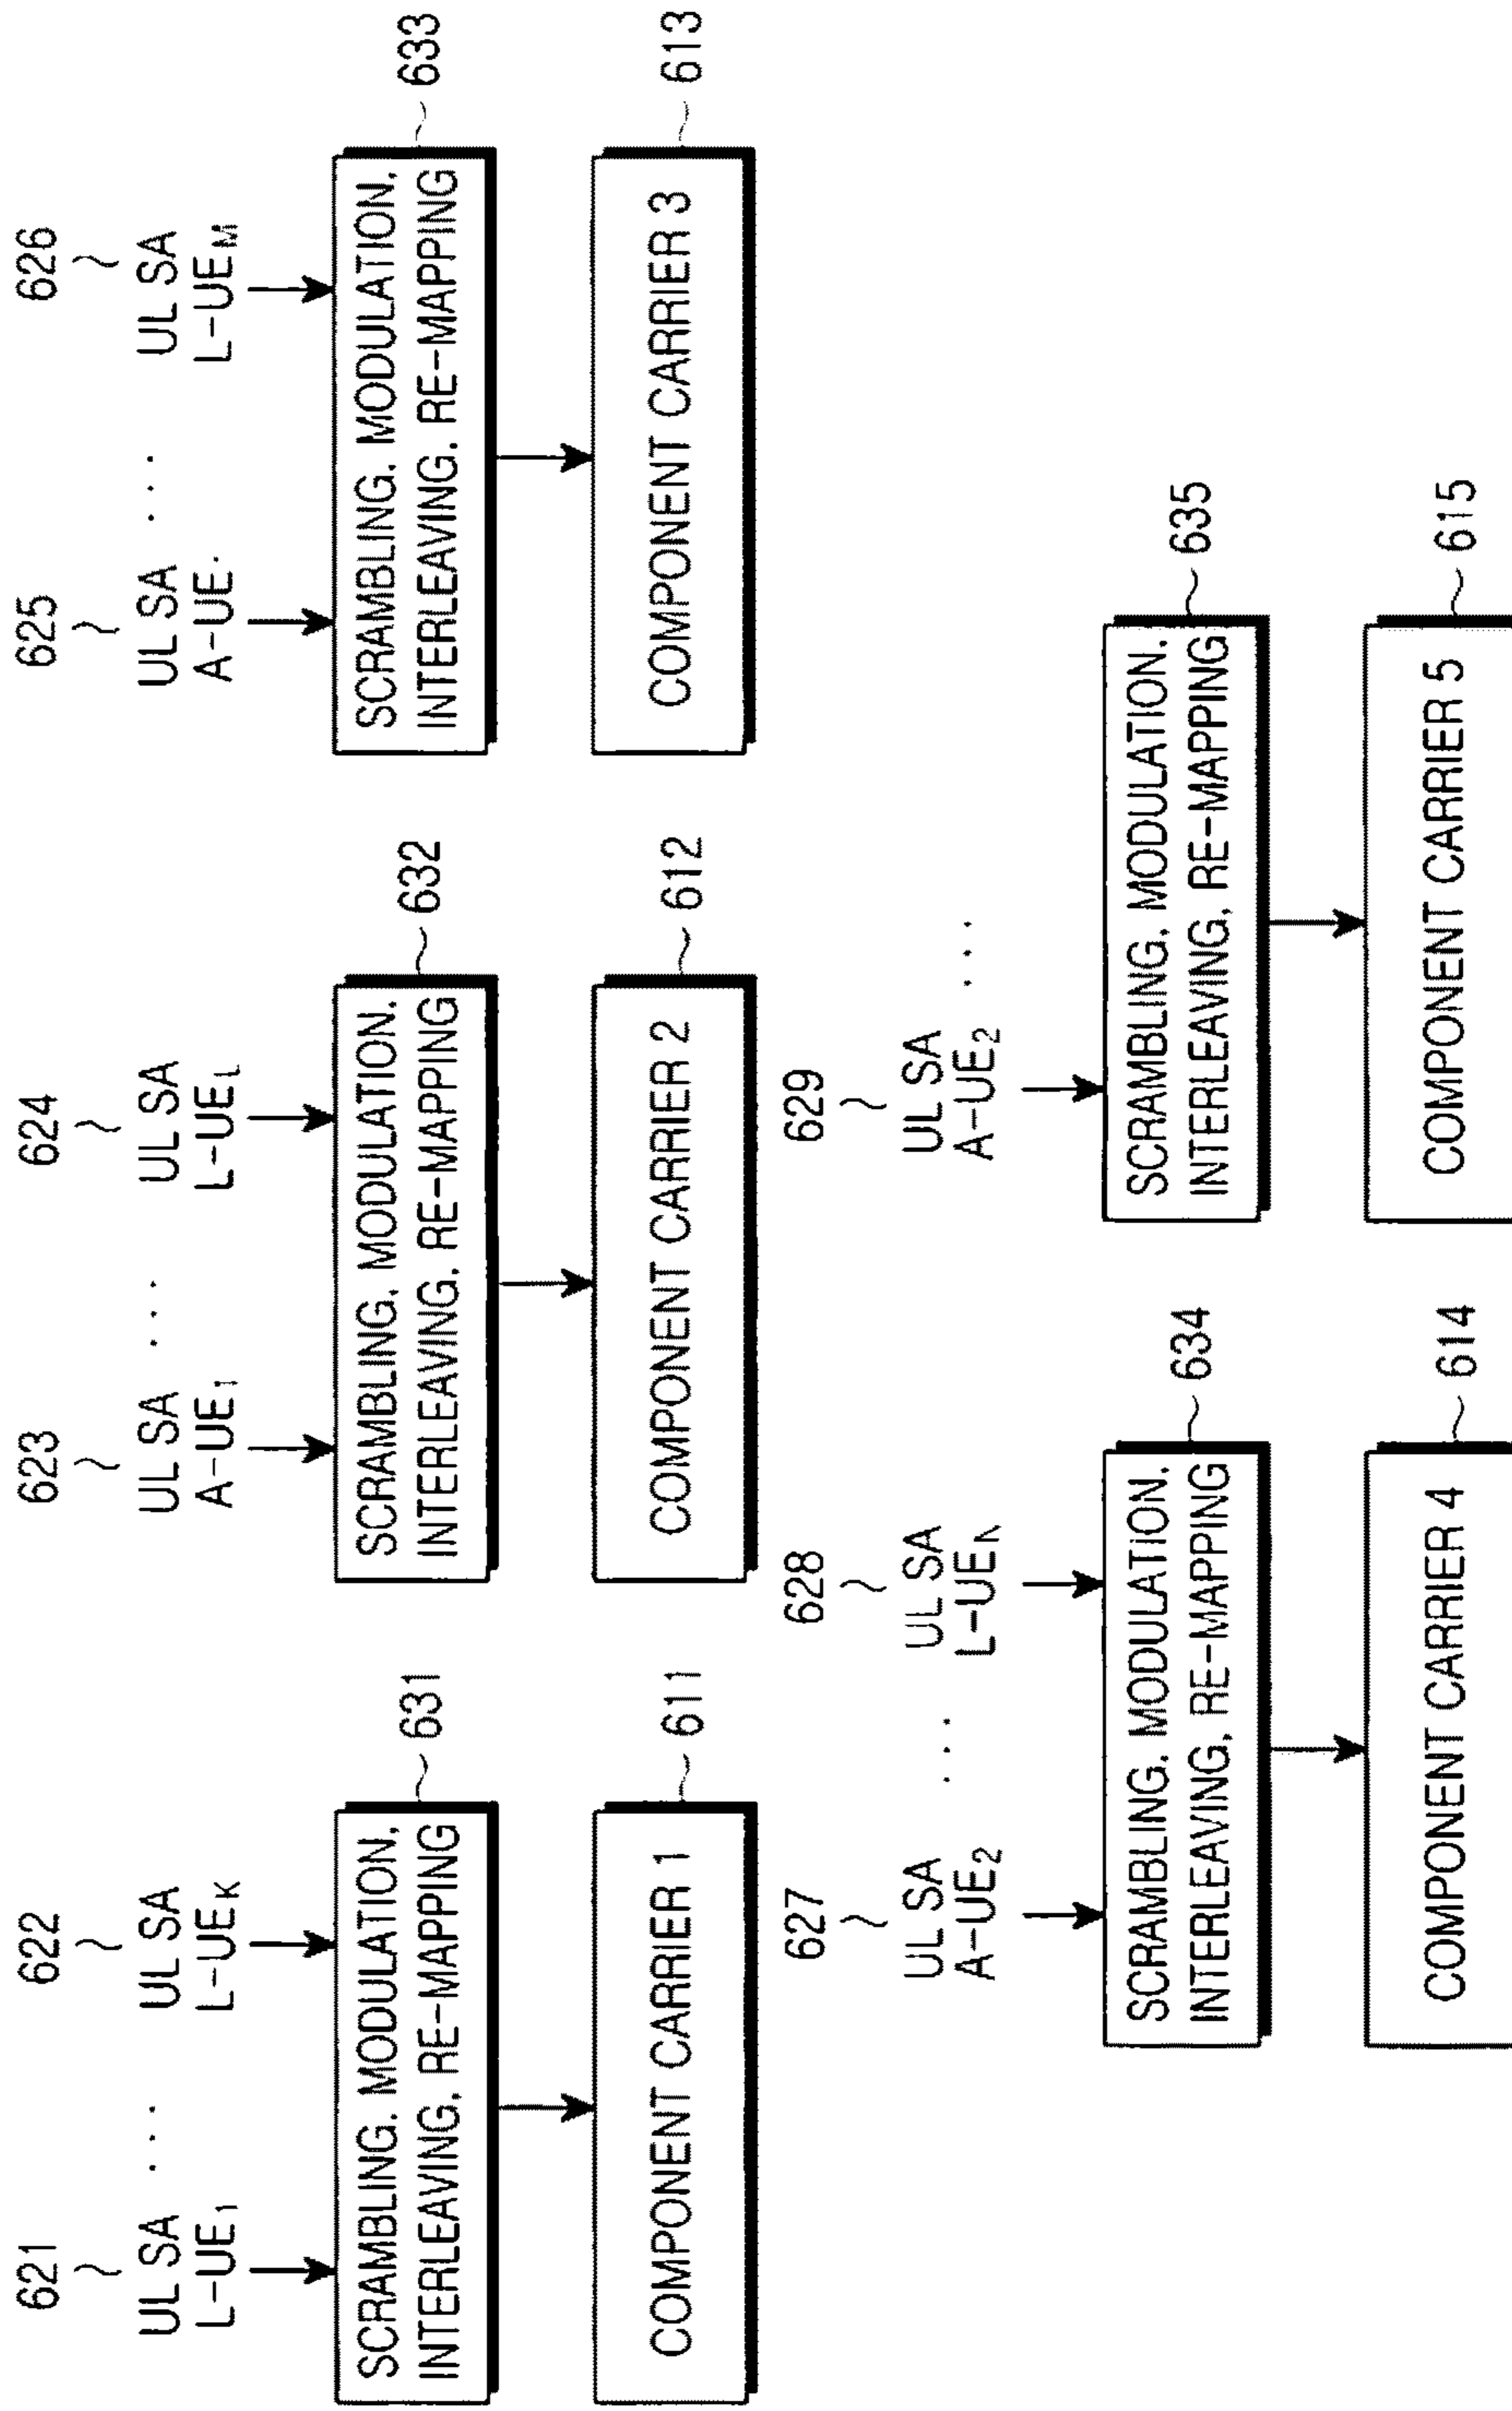 621
622
UL SA ... UL SA
L-UE1 L-UEK
SCRAMBLING, MODULATION,
INTERLEAVING, RE-MAPPING
631
COMPONENT CARRIER 1
611
623
624
UL SA ... UL SA
A-UE1 L-UEL
SCRAMBLING, MODULATION,
INTERLEAVING, RE-MAPPING
632
COMPONENT CARRIER 2
612
625
626
UL SA ... UL SA
A-UE L-UEM
SCRAMBLING, MODULATION,
INTERLEAVING, RE-MAPPING
633
COMPONENT CARRIER 3
613
627
628
UL SA ... UL SA
A-UE2 L-UE
SCRAMBLING, MODULATION,
INTERLEAVING, RE-MAPPING
634
COMPONENT CARRIER 4
614
629
UL SA ...
A-UE2
SCRAMBLING, MODULATION,
INTERLEAVING, RE-MAPPING
635
COMPONENT CARRIER 5
615